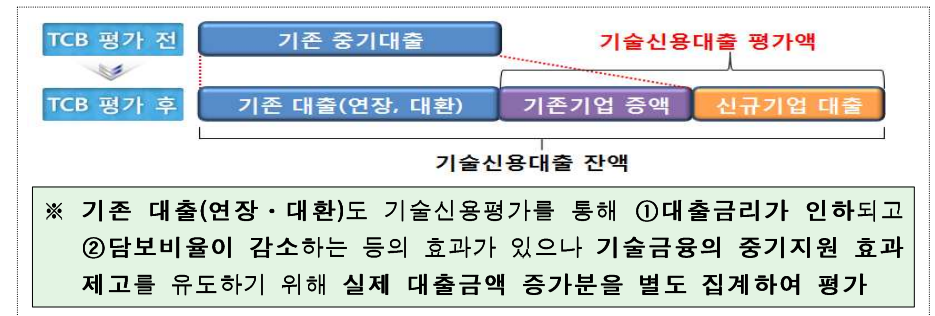 TCB 평가 전
기존 중기대출
기술신용대출 평가액
TCB 평가 후
기존 대출(연장, 대환)
기존기업 증액
신규기업 대출
기술신용대출 잔액
※ 기존 대출(연장・대환)도 기술신용평가를 통해 ①대출금리가 인하되고
②담보비율이 감소하는 등의 효과가 있으나 기술금융의 중기지원 효과
제고를 유도하기 위해 실제 대출금액 증가분을 별도 집계하여 평가